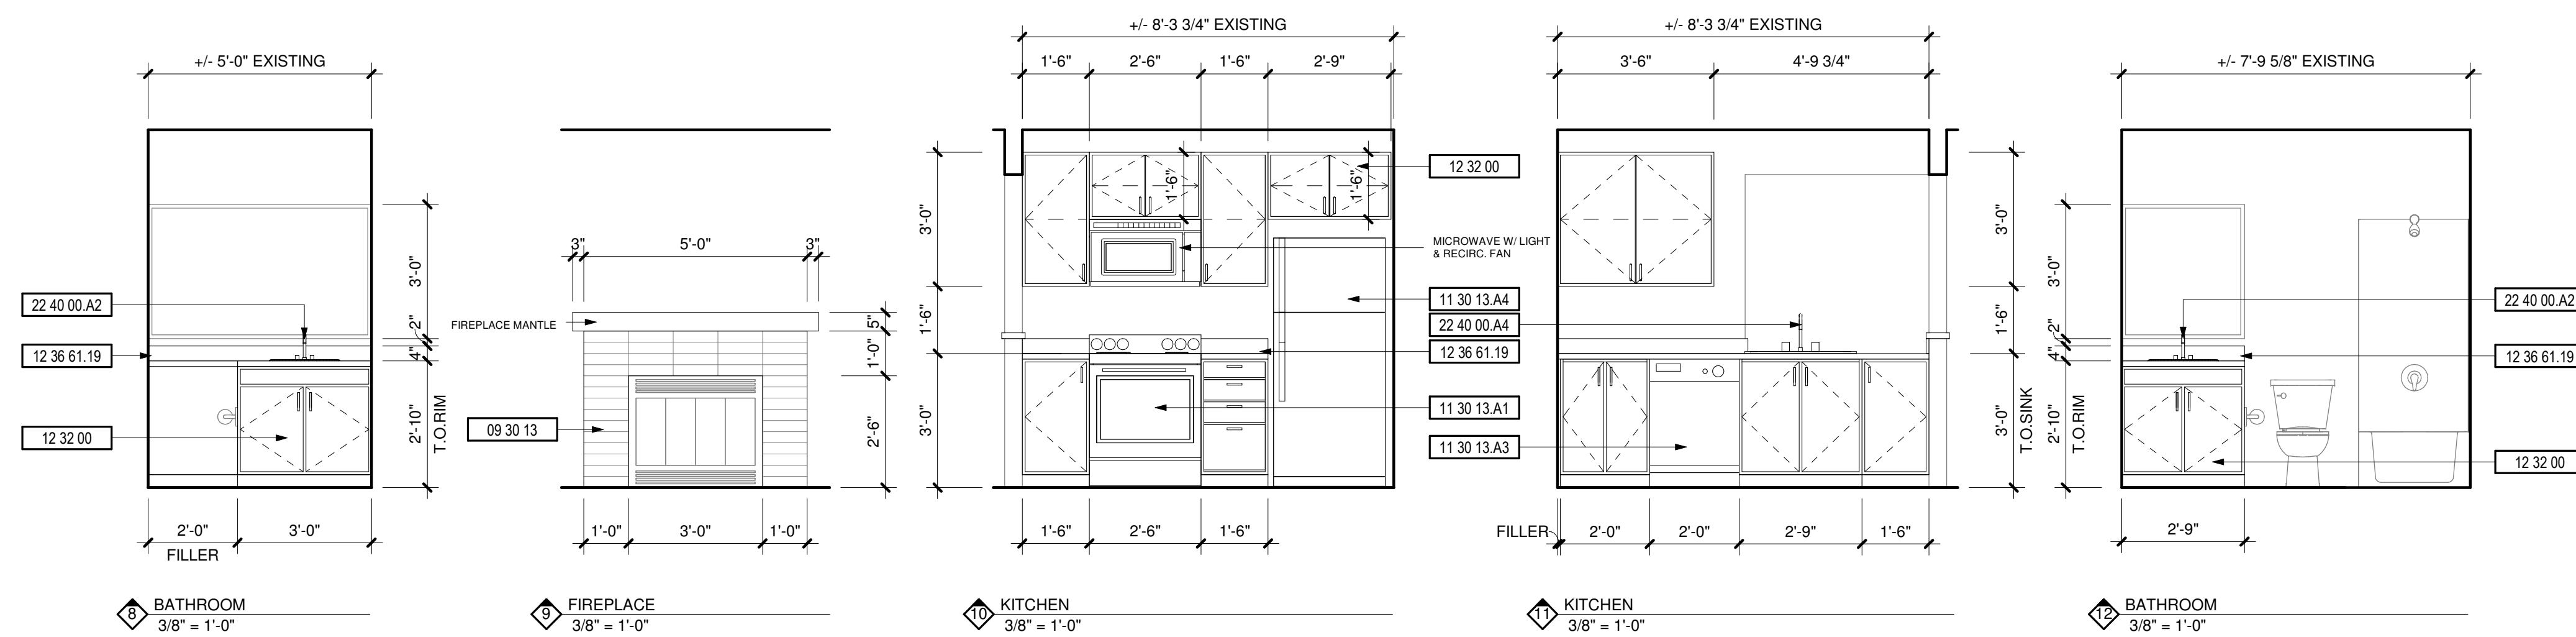 +/- 5'-0" EXISTING
22 40 00.A2
12 36 61.19
12 32 00
3'-0"
2"
4"
2'-10"
T.O.RIM
2'-0"
3'-0"
FILLER
8
BATHROOM
3/8" = 1'-0"
3"
5'-0"
3"
FIREPLACE MANTLE
5"
1'-0"
2'-6"
09 30 13
1'-0"
3'-0"
1'-0"
9
FIREPLACE
3/8" = 1'-0"
+/- 8'-3 3/4" EXISTING
1'-6"
2'-6"
1'-6"
2'-9"
3'-0"
1'-6"
3'-0"
1'-6"
1'-6"
12 32 00
MICROWAVE W/ LIGHT
& RECIRC. FAN
11 30 13.A4
22 40 00.A4
12 36 61.19
11 30 13.A1
11 30 13.A3
1'-6"
2'-6"
1'-6"
10
KITCHEN
3/8" = 1'-0"
+/- 8'-3 3/4" EXISTING
3'-6"
4'-9 3/4"
3'-0"
1'-6"
3'-0"
T.O.SINK
FILLER
2'-0"
2'-0"
2'-9"
1'-6"
11
KITCHEN
3/8" = 1'-0"
+/- 7'-9 5/8" EXISTING
3'-0"
2"
4"
2'-10"
T.O.RIM
22 40 00.A2
12 36 61.19
12 32 00
2'-9"
12
BATHROOM
3/8" = 1'-0"